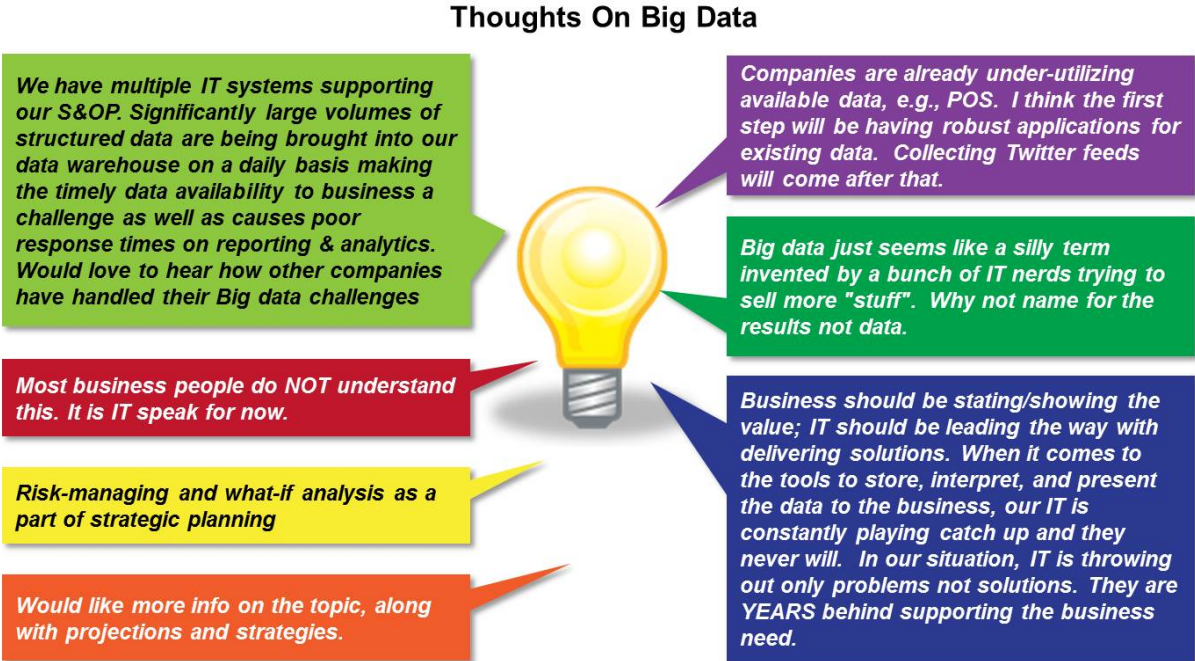 Thoughts On Big Data
We have multiple IT systems supporting
our S&OP. Significantly large volumes of
structured data are being brought into our
data warehouse on a daily basis making
the timely data availability to business a
challenge as well as causes poor
response times on reporting & analytics.
Would love to hear how other companies
have handled their Big data challenges
Most business people do NOT understand
this. It is IT speak for now.
Risk-managing and what-if analysis as a
part of strategic planning
Would like more info on the topic, along
with projections and strategies.
Companies are already under-utilizing
available data, e.g., POS.  I think the first
step will be having robust applications for
existing data.  Collecting Twitter feeds
will come after that.
Big data just seems like a silly term
invented by a bunch of IT nerds trying to
sell more "stuff".  Why not name for the
results not data.
Business should be stating/showing the
value; IT should be leading the way with
delivering solutions.  When it comes to
the tools to store, interpret, and present
the data to the business, our IT is
constantly playing catch up and they
never will.  In our situation, IT is throwing
out only problems not solutions. They are
YEARS behind supporting the business
need.